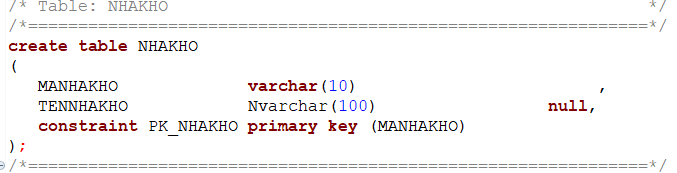 /* Table: NHAKHO */
/*==============================================================*/
create table NHAKHO
(
MANHAKHO varchar(10) ,
TENNHAKHO Nvarchar(100) null,
constraint PK_NHAKHO primary key (MANHAKHO)
);
/*==============================================================*/